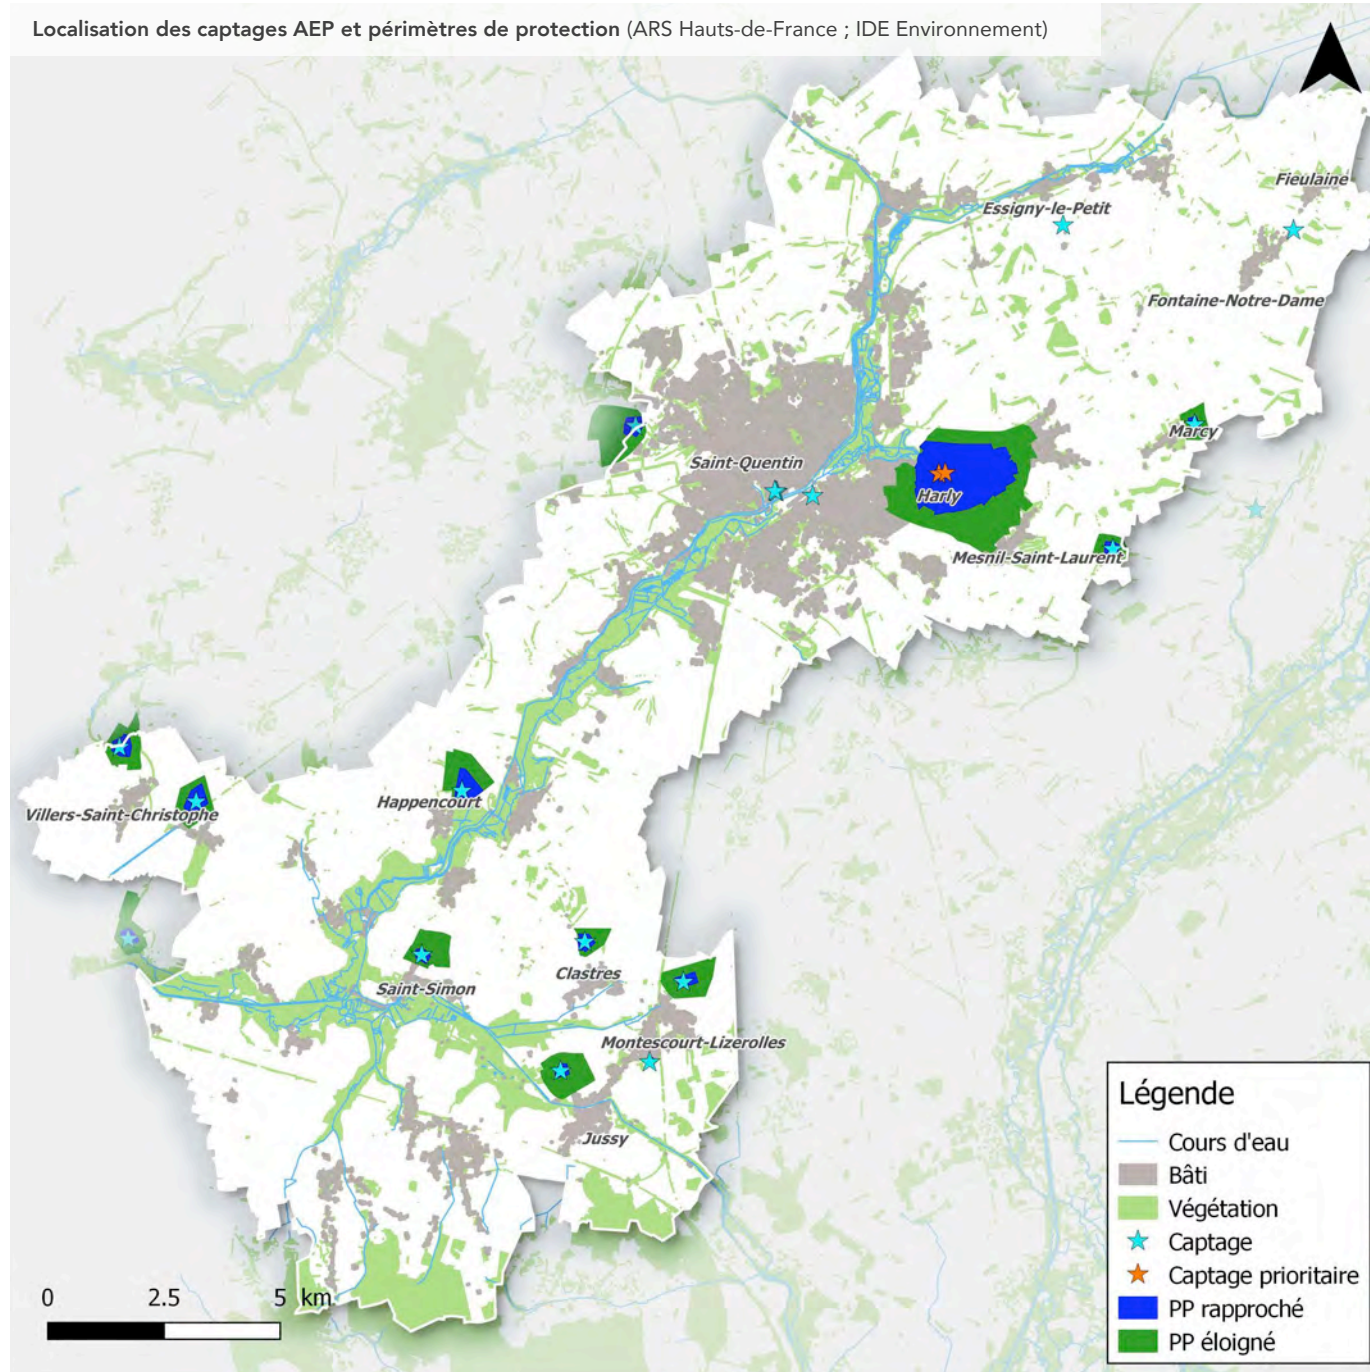 Localisation des captages AEP et périmètres de protection (ARS Hauts-de-France ; IDE Environnement)
Fieulaine
Essigny-le-Petit
Fontaine-Notre-Dame
Marcy
Saint-Quentin
Harly
Mesnil-Saint-Laurent
Happencourt
Villers-Saint-Christophe
Clastres
Saint-Simon
Montescourt-Lizerolles
Jussy
Légende
Cours d'eau
Bâti
Végétation
Captage
Captage prioritaire
PP rapproché
PP éloigné
0 2.5 5 km